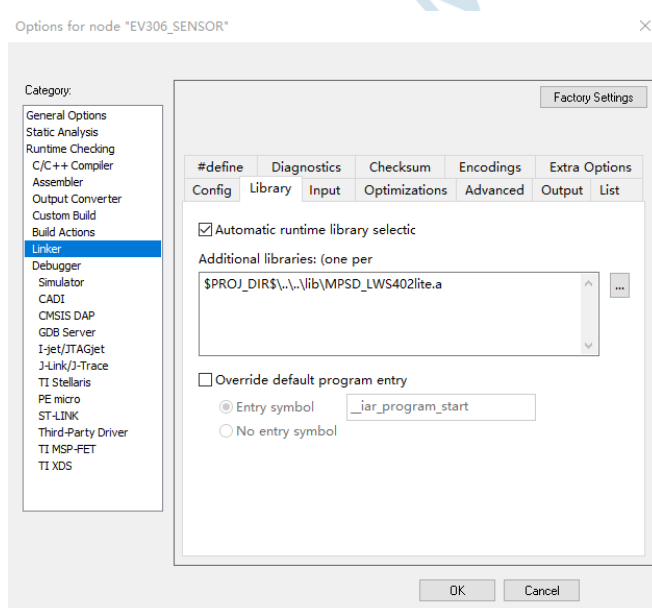 Options for node "EV306_SENSOR"
Category:
General Options
Static Analysis
Runtime Checking
C/C++ Compiler
Assembler
Output Converter
Custom Build
Build Actions
Linker
Debugger
Simulator
CADI
CMSIS DAP
GDB Server
I-jet/JTAGjet
J-Link/J-Trace
TI Stellaris
PE micro
ST-LINK
Third-Party Driver
TI MSP-FET
TI XDS
Factory Settings
#define Diagnostics Checksum Encodings Extra Options
Config Library Input Optimizations Advanced Output List
Automatic runtime library selectic
Additional libraries: (one per
$PROJ_DIR$\..\..\lib\MPSD_LWS402lite.a
...
Override default program entry
Entry symbol __iar_program_start
No entry symbol
OK Cancel